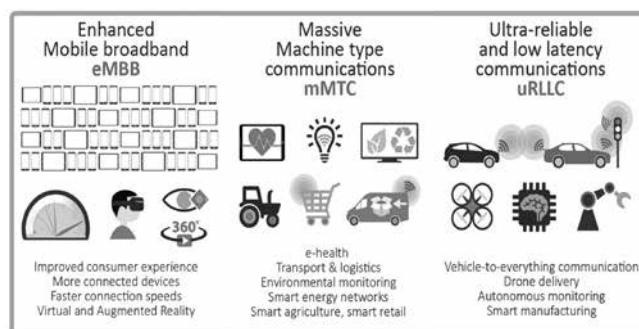 Enhanced
Mobile broadband
eMBB
360°
Improved consumer experience
More connected devices
Faster connection speeds
Virtual and Augmented Reality
Massive
Machine type
communications
mMTC
e-health
Transport & logistics
Environmental monitoring
Smart energy networks
Smart agriculture, smart retail
Ultra-reliable
and low latency
communications
uRLLC
Vehicle-to-everything communication
Drone delivery
Autonomous monitoring
Smart manufacturing